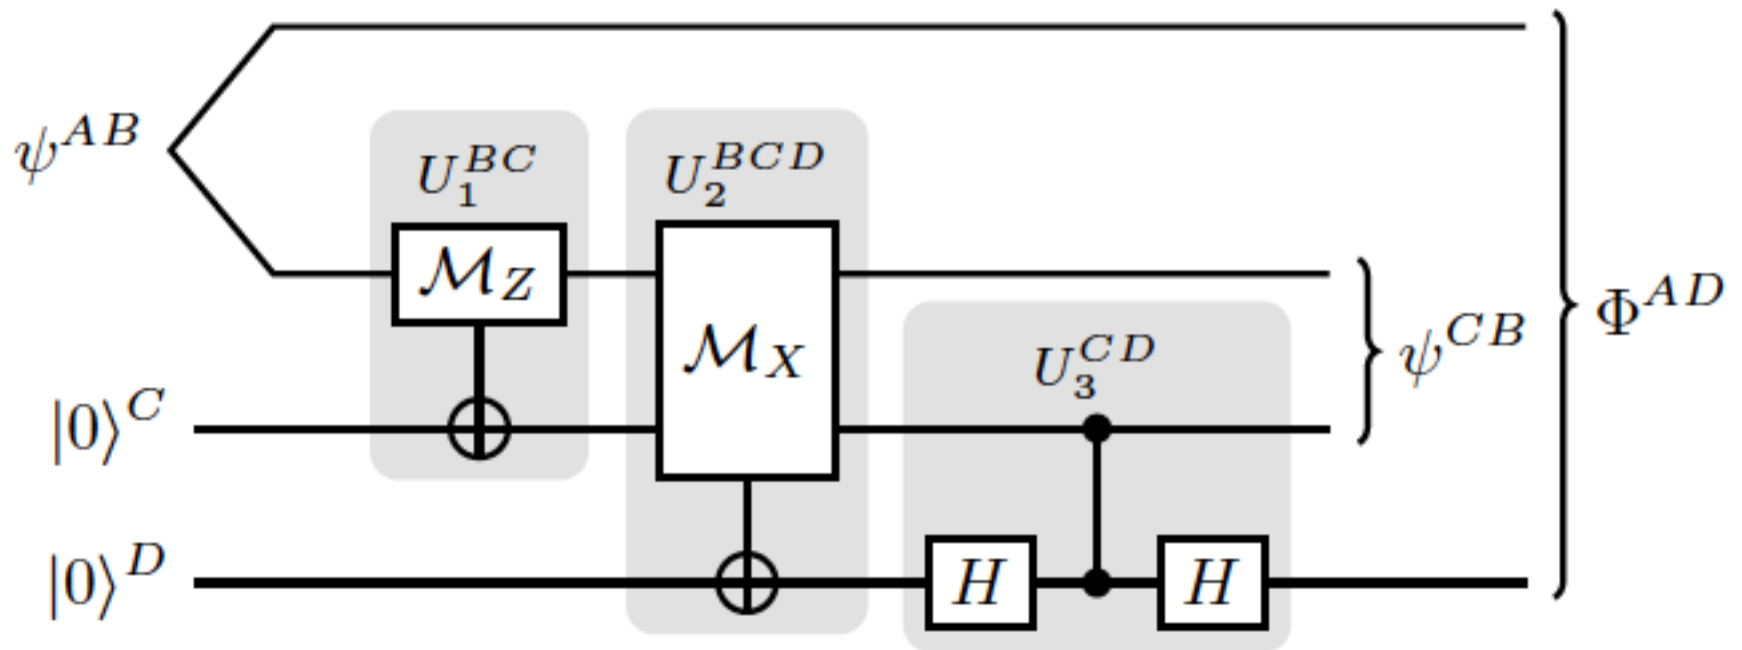 ψ^{AB}
U_1^{BC}
U_2^{BCD}
M_Z
M_X
U_3^{CD}
ψ^{CB}
Φ^{AD}
|0⟩^C
|0⟩^D
H
H